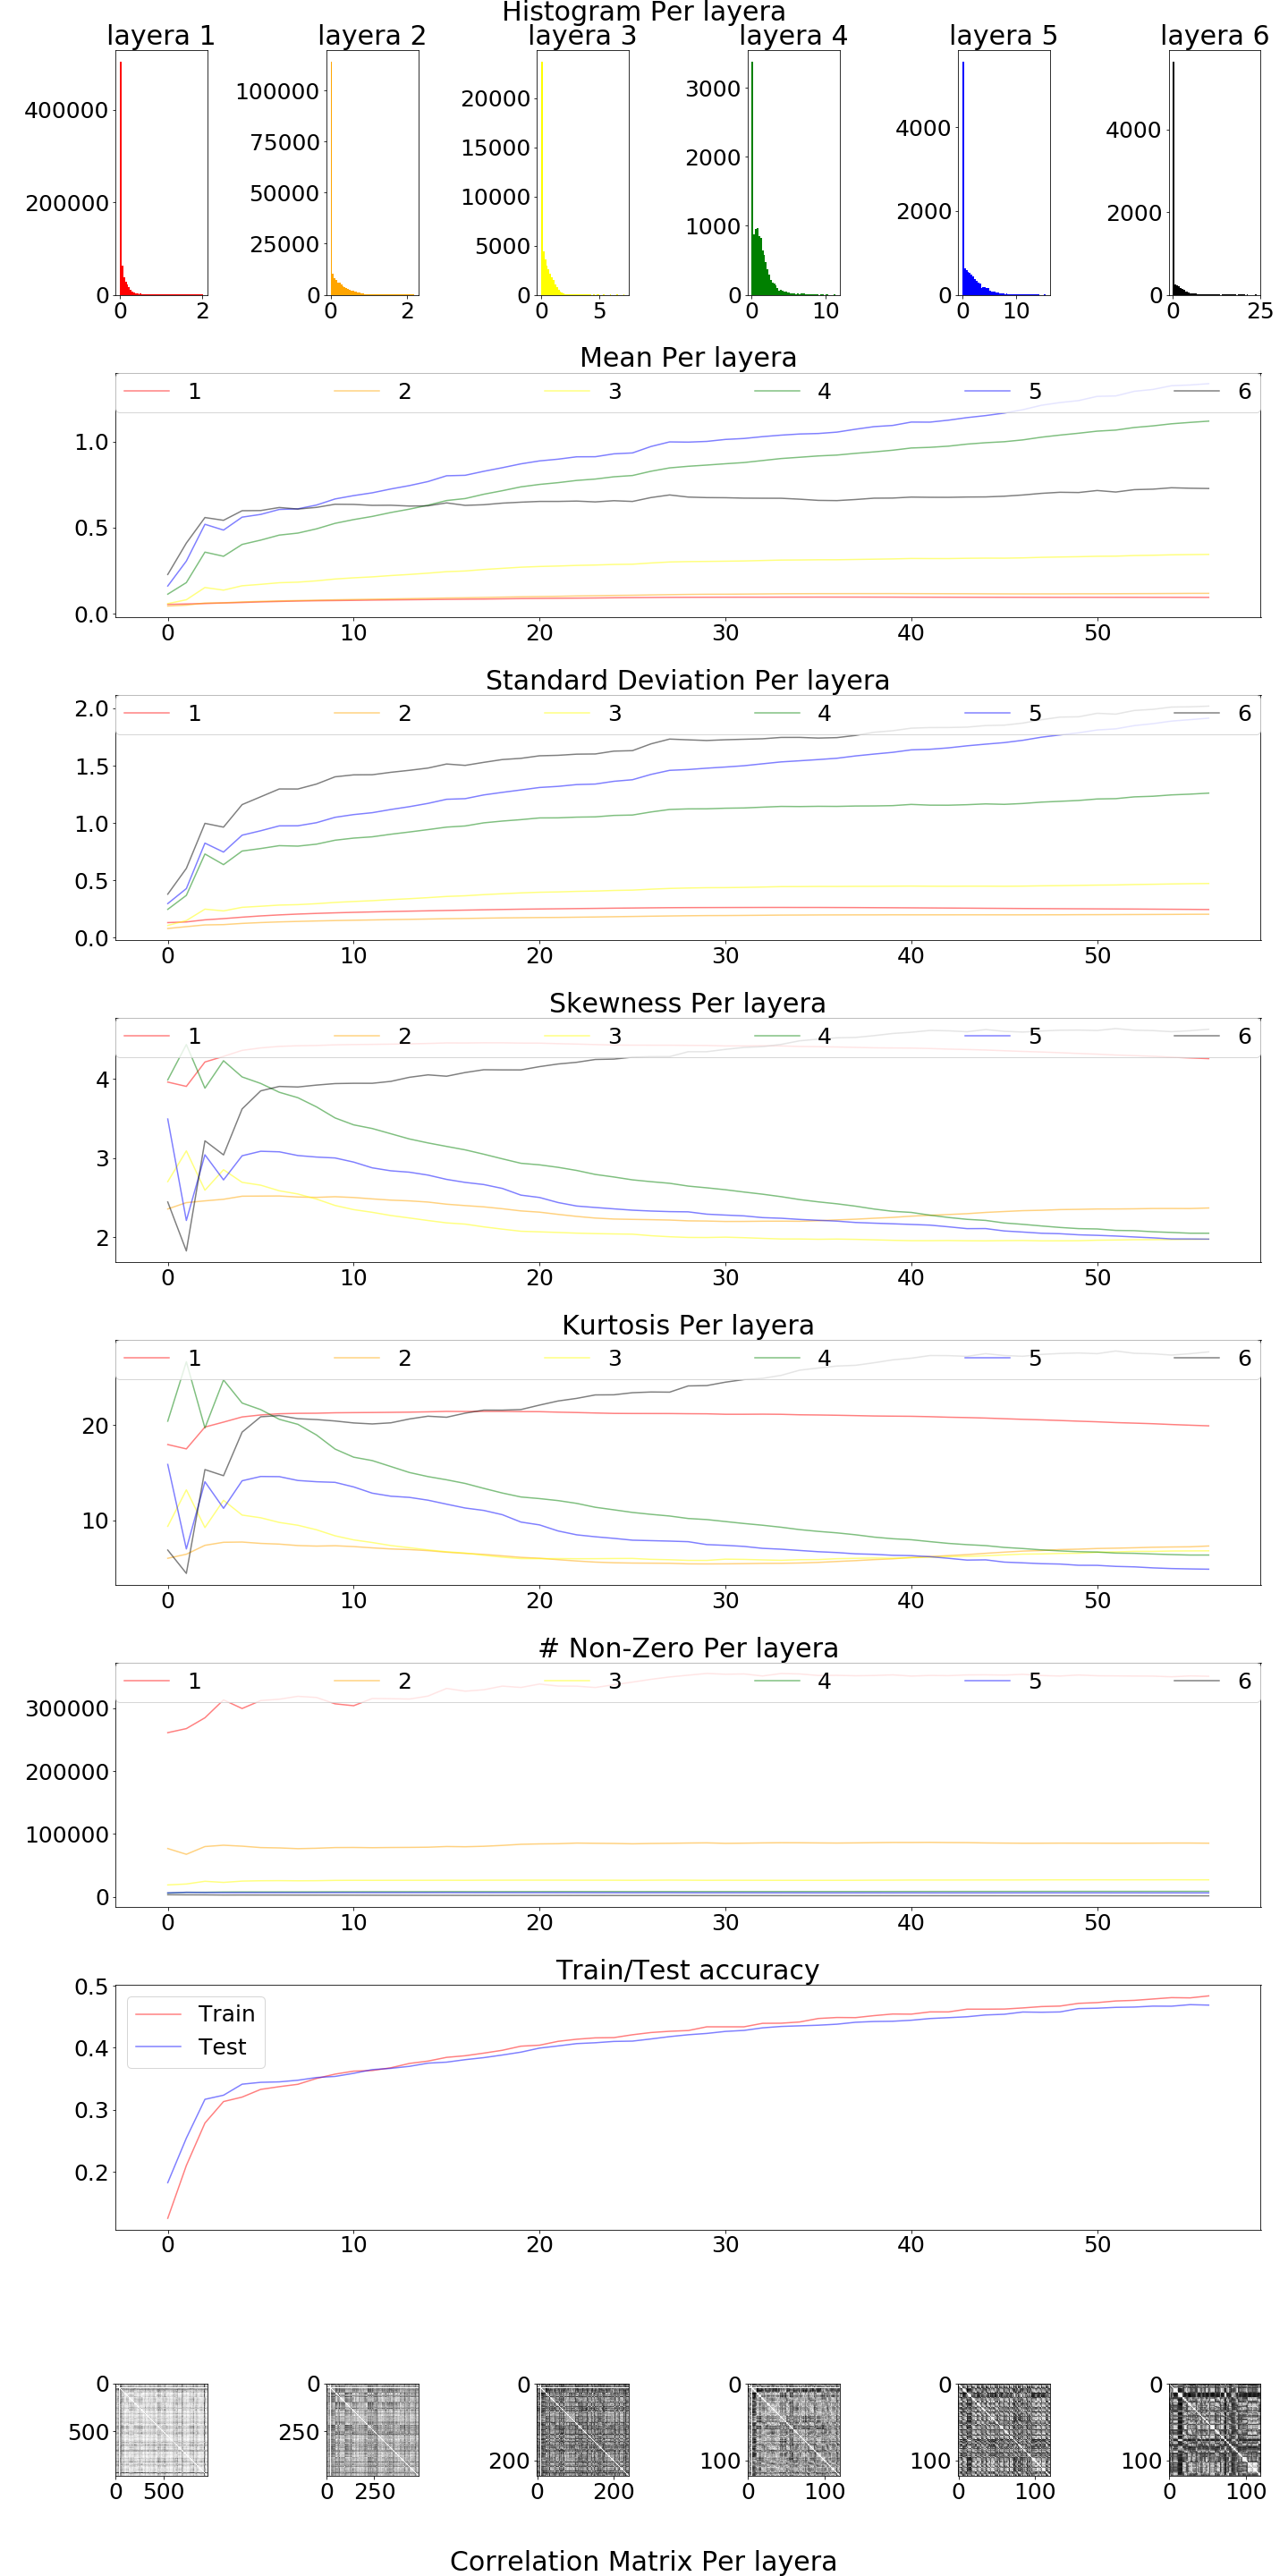 Histogram Per layera
layera 1 layera 2 layera 3 layera 4 layera 5 layera 6
400000 200000 0 0 2
100000 75000 50000 25000 0 0 2
20000 15000 10000 5000 0 0 5
3000 2000 1000 0 0 10
4000 2000 0 0 10
4000 2000 0 0 25
Mean Per layera
1 2 3 4 5 6
1.0
0.5
0.0
0 10 20 30 40 50
Standard Deviation Per layera
2.0
1 2 3 4 5 6
1.5
1.0
0.5
0.0
0 10 20 30 40 50
Skewness Per layera
1 2 3 4 5 6
4
3
2
0 10 20 30 40 50
Kurtosis Per layera
1 2 3 4 5 6
20
10
0 10 20 30 40 50
# Non-Zero Per layera
1 2 3 4 5 6
300000
200000
100000
0
0 10 20 30 40 50
Train/Test accuracy
0.5
Train
Test
0.4
0.3
0.2
0 10 20 30 40 50
0 500 0 500
0 250 0 250
0 200 0 200
0 100 0 100
0 100 0 100
0 100 0 100
Correlation Matrix Per layera